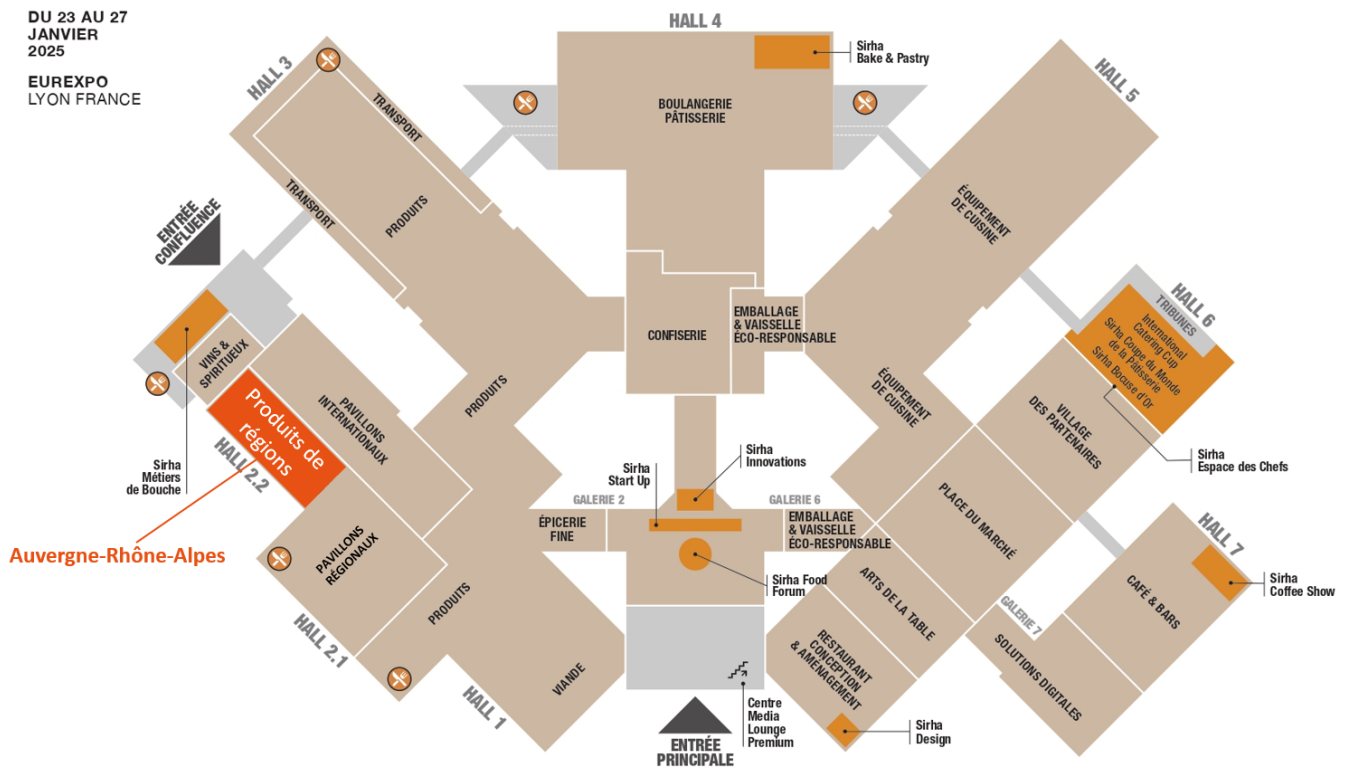 DU 23 AU 27
JANVIER
2025
EUREXPO
LYON FRANCE
HALL 4
Sirha
Bake & Pastry
BOULANGERIE
PÂTISSERIE
HALL 3
TRANSPORT
TRANSPORT
PRODUITS
HALL 5
ÉQUIPEMENT
DE CUISINE
ENTRÉE
CONFLUENCE
CONFISERIE
EMBALLAGE
& VAISSELLE
ÉCO-RESPONSABLE
HALL 6
TRIBUNES
International
Catering Cup
Sirha Coupe du Monde
de la Pâtisserie
Sirha Bocuse d'Or
VINS &
SPIRITUEUX
Produits de
régions
PAVILLONS
INTERNATIONAUX
PRODUITS
ÉQUIPEMENT
DE CUISINE
VILLAGE
DES PARTENAIRES
HALL 2.2
Sirha
Métiers
de Bouche
Sirha
Innovations
Sirha
Start Up
Sirha
Espace des Chefs
GALERIE 2
GALERIE 6
ÉPICERIE
FINE
EMBALLAGE
& VAISSELLE
ÉCO-RESPONSABLE
PLACE DU MARCHÉ
HALL 7
Auvergne-Rhône-Alpes
PAVILLONS
RÉGIONAUX
PRODUITS
Sirha Food
Forum
ARTS DE LA TABLE
CAFÉ & BARS
Sirha
Coffee Show
GALERIE 7
HALL 2.1
VIANDE
RESTAURANT
CONCEPTION
& AMÉNAGEMENT
SOLUTIONS DIGITALES
HALL 1
Centre
Media
Lounge
Premium
Sirha
Design
ENTRÉE
PRINCIPALE